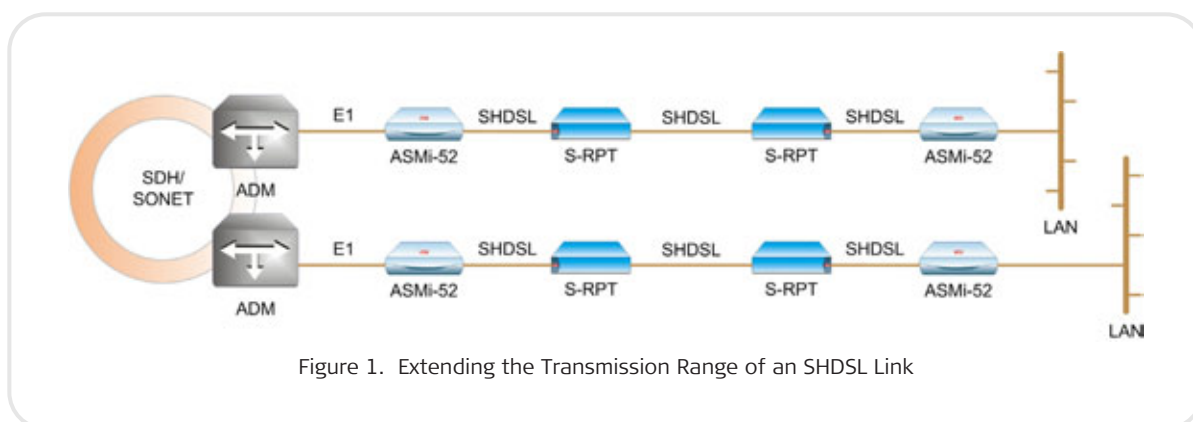 E1 SHDSL SHDSL SHDSL
ASMi-52 S-RPT S-RPT ASMi-52
SDH/
SONET
ADM
LAN
E1 SHDSL SHDSL SHDSL
ASMi-52 S-RPT S-RPT ASMi-52
ADM
LAN
Figure 1. Extending the Transmission Range of an SHDSL Link